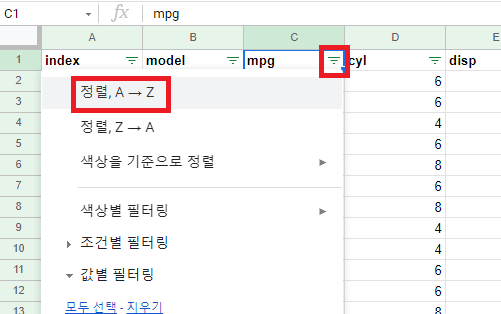 C1 fx mpg
A B C D E
1 index model mpg cyl disp
2 정렬, A → Z 6
3 6
4 정렬, Z → A 4
5 6
6 색상을 기준으로 정렬 8
7 6
8 색상별 필터링 8
9 4
10 조건별 필터링 4
11 값별 필터링 6
12 6
13 모두 선택 - 지우기 8